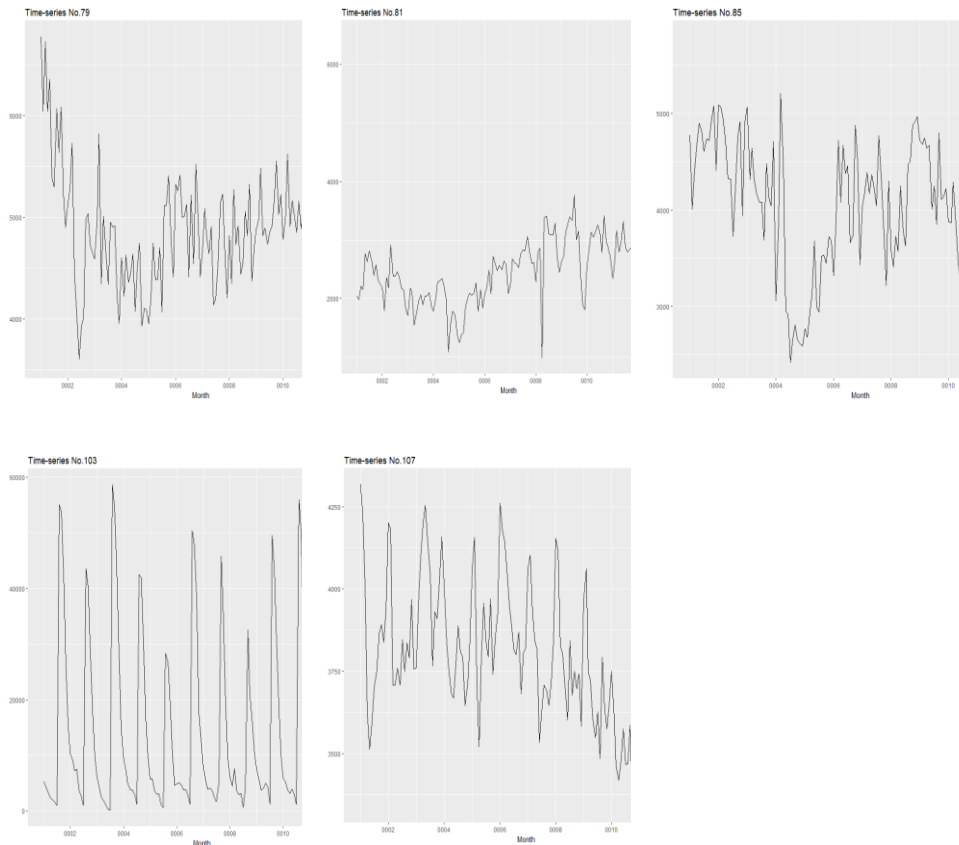 Time-series No.79
6000-
5000-
4000-
0002 0004 0006 0008 0010
Month
Time-series No.81
6000-
4000-
2000-
0002 0004 0006 0008 0010
Month
Time-series No.85
5000-
4000-
3000-
0002 0004 0006 0008 0010
Month
Time-series No.103
60000-
40000-
20000-
0-
0002 0004 0006 0008 0010
Month
Time-series No.107
4250-
4000-
3750-
3500-
0002 0004 0006 0008 0010
Month